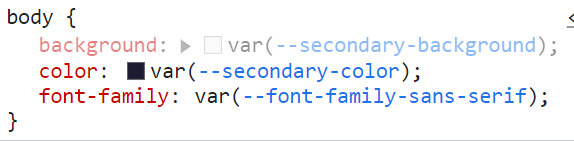 body {
background: var(--secondary-background);
color: var(--secondary-color);
font-family: var(--font-family-sans-serif);
}